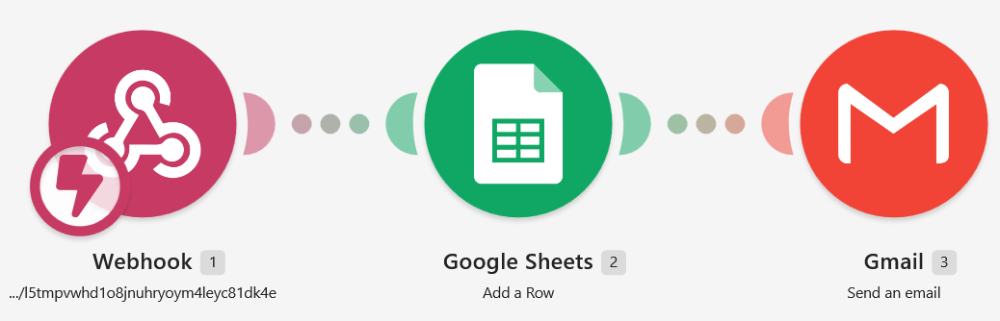 Webhook 1
.../l5tmpvwhd1o8jnuhryoym4leyc81dk4e
Google Sheets 2
Add a Row
Gmail 3
Send an email